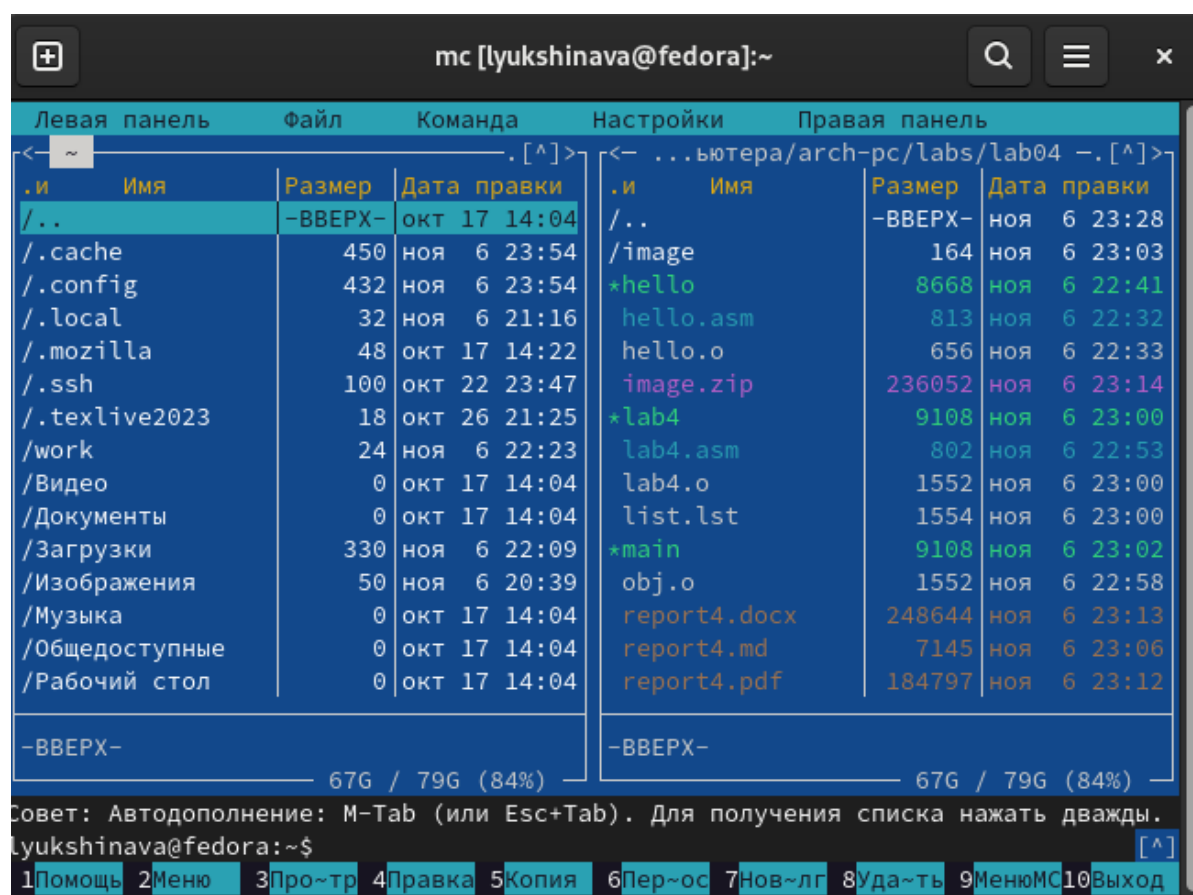 mc [lyukshinava@fedora]:~
Левая панель Файл Команда Настройки Правая панель
<— ~ .[^]> <— ...ьютера/arch-pc/labs/lab04 —.[^]>
.и Имя Размер Дата правки .и Имя Размер Дата правки
/.. -ВВЕРХ- окт 17 14:04 /.. -ВВЕРХ- ноя 6 23:28
/.cache 450 ноя 6 23:54 /image 164 ноя 6 23:03
/.config 432 ноя 6 23:54 *hello 8668 ноя 6 22:41
/.local 32 ноя 6 21:16 hello.asm 813 ноя 6 22:32
/.mozilla 48 окт 17 14:22 hello.o 656 ноя 6 22:33
/.ssh 100 окт 22 23:47 image.zip 236052 ноя 6 23:14
/.texlive2023 18 окт 26 21:25 *lab4 9108 ноя 6 23:00
/work 24 ноя 6 22:23 lab4.asm 802 ноя 6 22:53
/Видео 0 окт 17 14:04 lab4.o 1552 ноя 6 23:00
/Документы 0 окт 17 14:04 list.lst 1554 ноя 6 23:00
/Загрузки 330 ноя 6 22:09 *main 9108 ноя 6 23:02
/Изображения 50 ноя 6 20:39 obj.o 1552 ноя 6 22:58
/Музыка 0 окт 17 14:04 report4.docx 248644 ноя 6 23:13
/Общедоступные 0 окт 17 14:04 report4.md 7145 ноя 6 23:06
/Рабочий стол 0 окт 17 14:04 report4.pdf 184797 ноя 6 23:12
-ВВЕРХ- -ВВЕРХ-
67G / 79G (84%) 67G / 79G (84%)
Совет: Автодополнение: M-Tab (или Esc+Tab). Для получения списка нажать дважды.
lyukshinava@fedora:~$ [^]
1Помощь 2Меню 3Про~тр 4Правка 5Копия 6Пер~ос 7Нов~лг 8Уда~ть 9МенюМС 10Выход